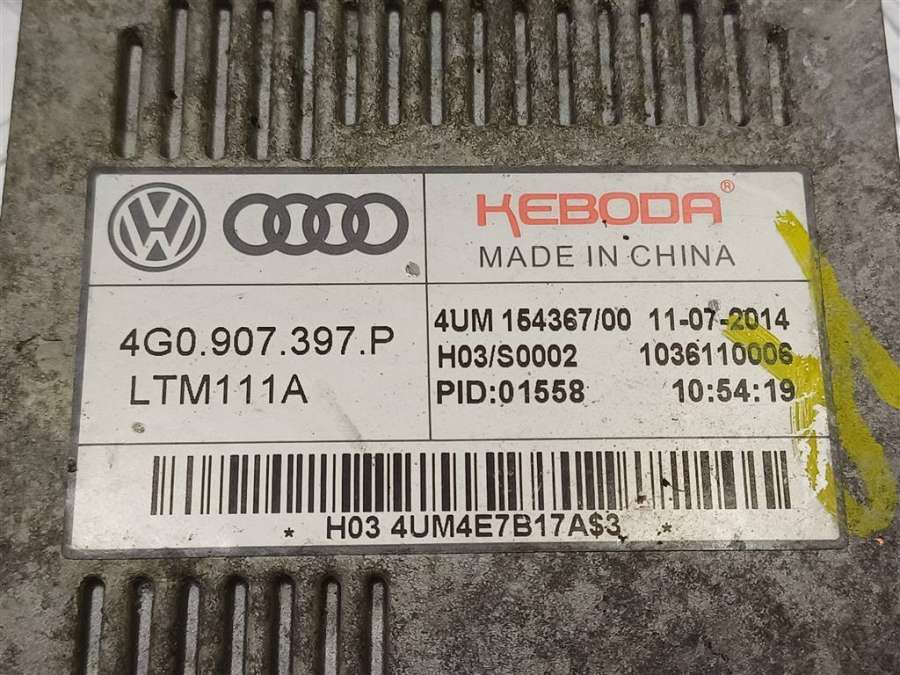 KEBODA®
MADE IN CHINA
4G0.907.397.P
LTM111A
4UM 154367/00 11-07-2014
H03/S0002 1036110006
PID:01558 10:54:19
* H03 4UM4E7B17A$3 *